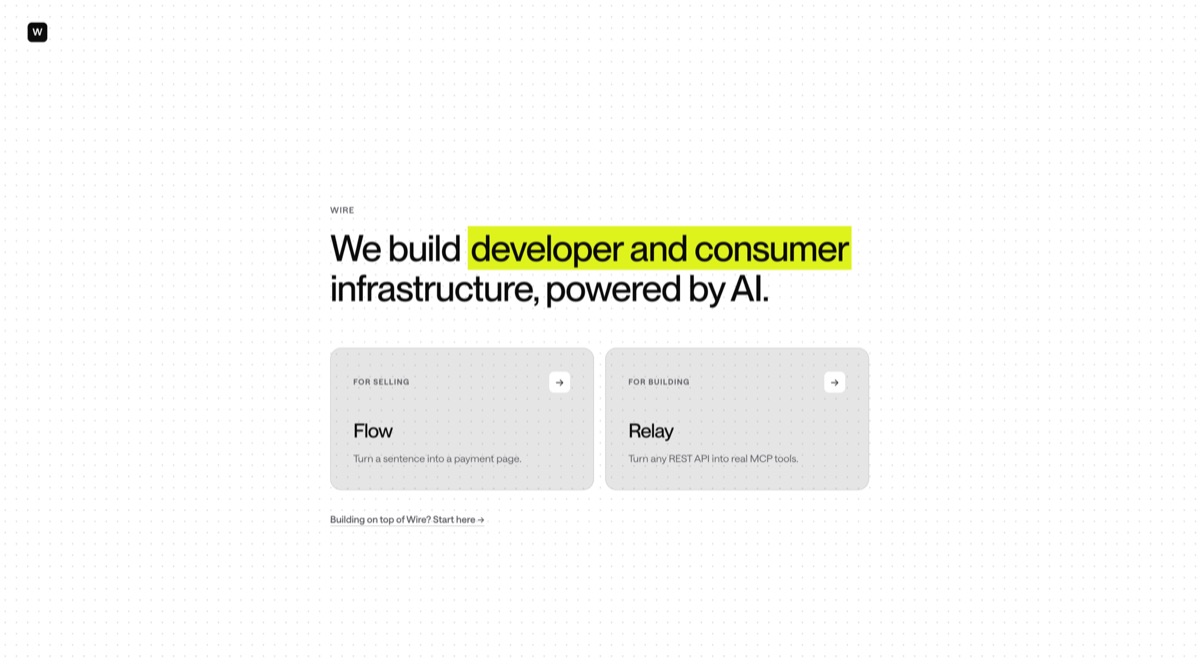 W
WIRE
We build developer and consumer
infrastructure, powered by AI.
FOR SELLING
→
Flow
Turn a sentence into a payment page.
FOR BUILDING
→
Relay
Turn any REST API into real MCP tools.
Building on top of Wire? Start here →